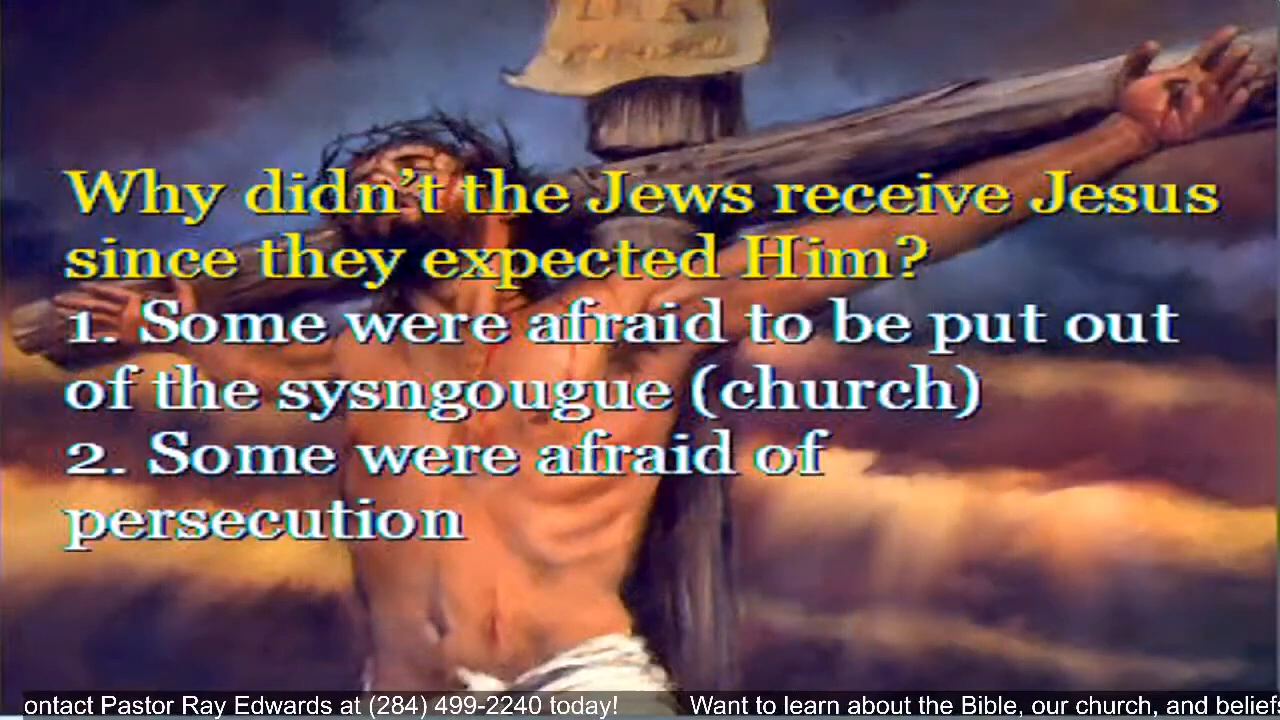 Why didn't the Jews receive Jesus
since they expected Him?
1. Some were afraid to be put out
of the sysngougue (church)
2. Some were afraid of
persecution
ontact Pastor Ray Edwards at (284) 499-2240 today! Want to learn about the Bible, our church, and beliefs